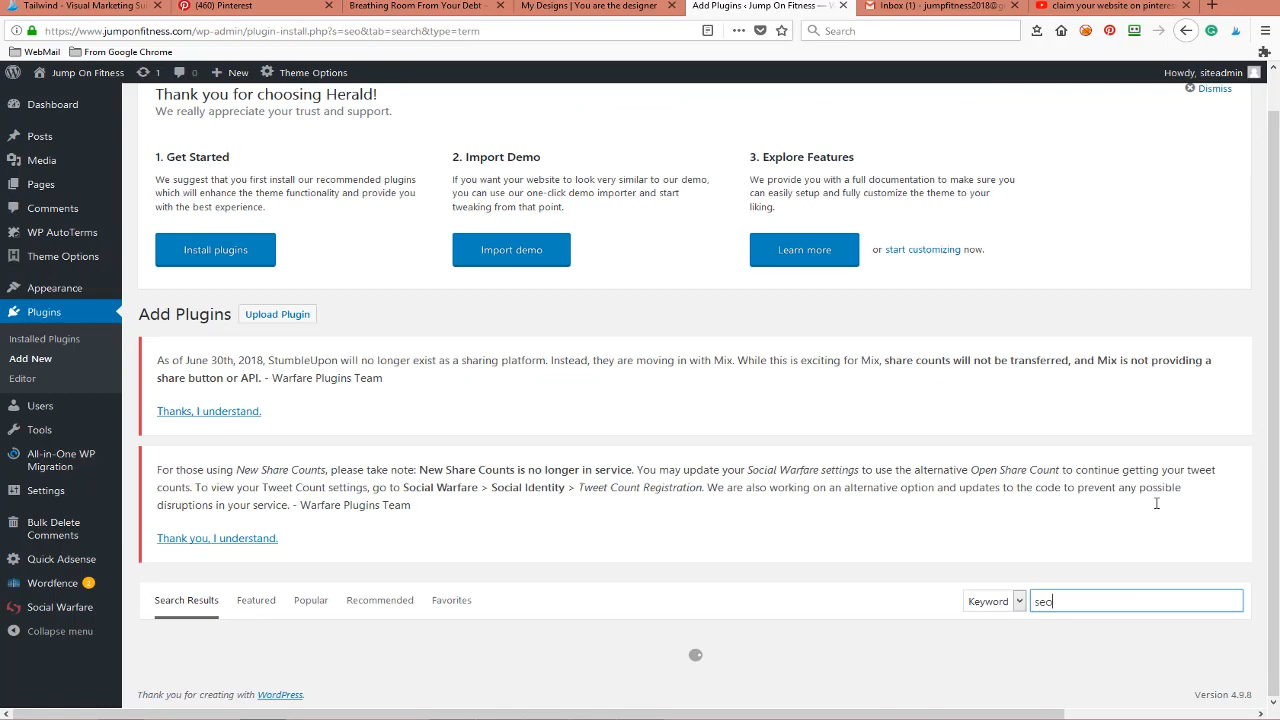 Tailwind - Visual Marketing Su
(460) Pinterest
Breathing Room From Your Debt -
My Designs | You are the designer
Add Plugins ‹ Jump On Fitness —
Inbox (1) - jumpfitness2018@g
claim your website on pinteres
https://www.jumponfitness.com/wp-admin/plugin-install.php?s=seo&tab=search&type=term
Search
WebMail
From Google Chrome
Jump On Fitness
1
0
New
Theme Options
Howdy, siteadmin
Dashboard
Posts
Media
Pages
Comments
WP AutoTerms
Theme Options
Appearance
Plugins
Installed Plugins
Add New
Editor
Users
Tools
All-in-One WP
Migration
Settings
Bulk Delete
Comments
Quick Adsense
Wordfence 2
Social Warfare
Collapse menu
Thank you for choosing Herald!
Dismiss
We really appreciate your trust and support.
1. Get Started
We suggest that you first install our recommended plugins
which will enhance the theme functionality and provide you
with the best experience.
Install plugins
2. Import Demo
If you want your website to look very similar to our demo,
you can use our one-click demo importer and start
tweaking from that point.
Import demo
3. Explore Features
We provide you with a full documentation to make sure
you can easily setup and fully customize the theme to your
liking.
Learn more
or start customizing now.
Add Plugins
Upload Plugin
As of June 30th, 2018, StumbleUpon will no longer exist as a sharing platform. Instead, they are moving in with Mix. While this is exciting for Mix, share counts will not be transferred, and Mix is not providing a
share button or API. - Warfare Plugins Team
Thanks, I understand.
For those using New Share Counts, please take note: New Share Counts is no longer in service. You may update your Social Warfare settings to use the alternative Open Share Count to continue getting your tweet
counts. To view your Tweet Count settings, go to Social Warfare > Social Identity > Tweet Count Registration. We are also working on an alternative option and updates to the code to prevent any possible
disruptions in your service. - Warfare Plugins Team
Thank you, I understand.
Search Results
Featured
Popular
Recommended
Favorites
Keyword
seo
Thank you for creating with WordPress.
Version 4.9.8